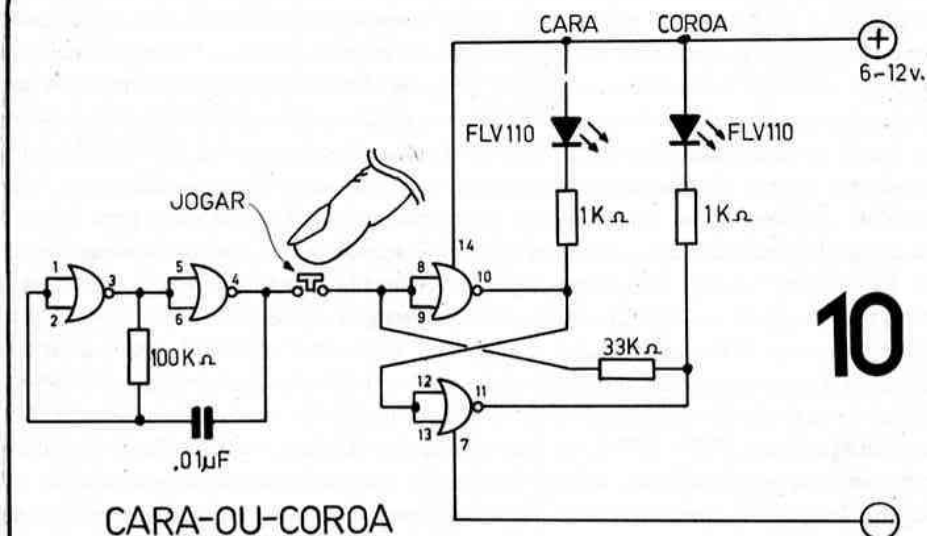 CARA COROA
+
6-12v.
FLV110 FLV110
JOGAR
1KΩ 1KΩ
14
1 5 8
3 4 10
2 6 9
10
100KΩ 33KΩ
12 11
13
7
.01µF
CARA-OU-COROA
−